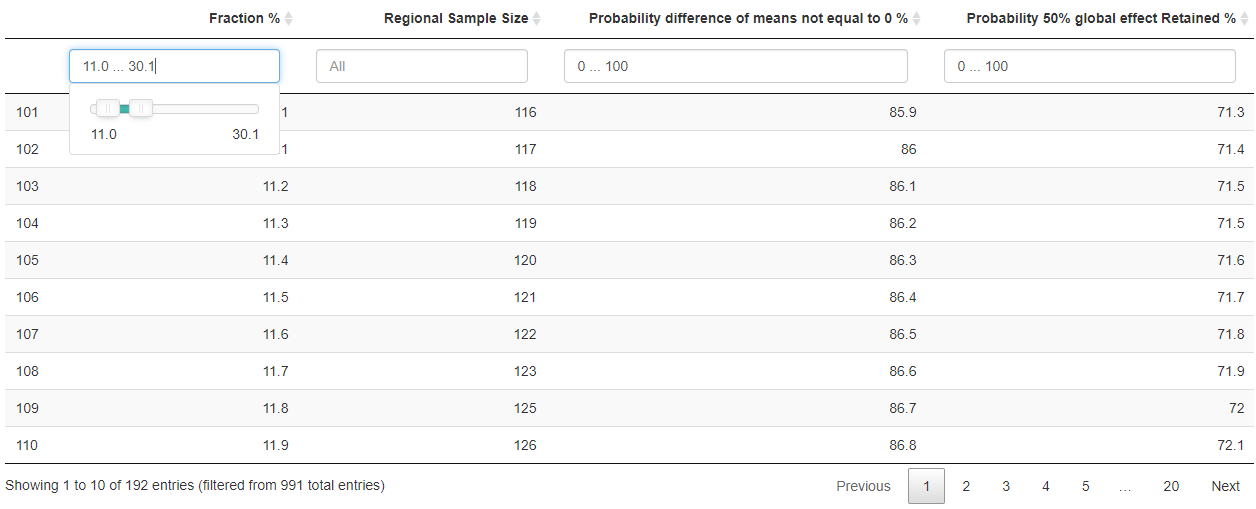 Fraction % Regional Sample Size Probability difference of means not equal to 0 % Probability 50% global effect Retained %
11.0 ... 30.1 All 0 ... 100 0 ... 100
101 1 116 85.9 71.3
11.0 30.1
102 .1 117 86 71.4
103 11.2 118 86.1 71.5
104 11.3 119 86.2 71.5
105 11.4 120 86.3 71.6
106 11.5 121 86.4 71.7
107 11.6 122 86.5 71.8
108 11.7 123 86.6 71.9
109 11.8 125 86.7 72
110 11.9 126 86.8 72.1
Showing 1 to 10 of 192 entries (filtered from 991 total entries) Previous 1 2 3 4 5 ... 20 Next